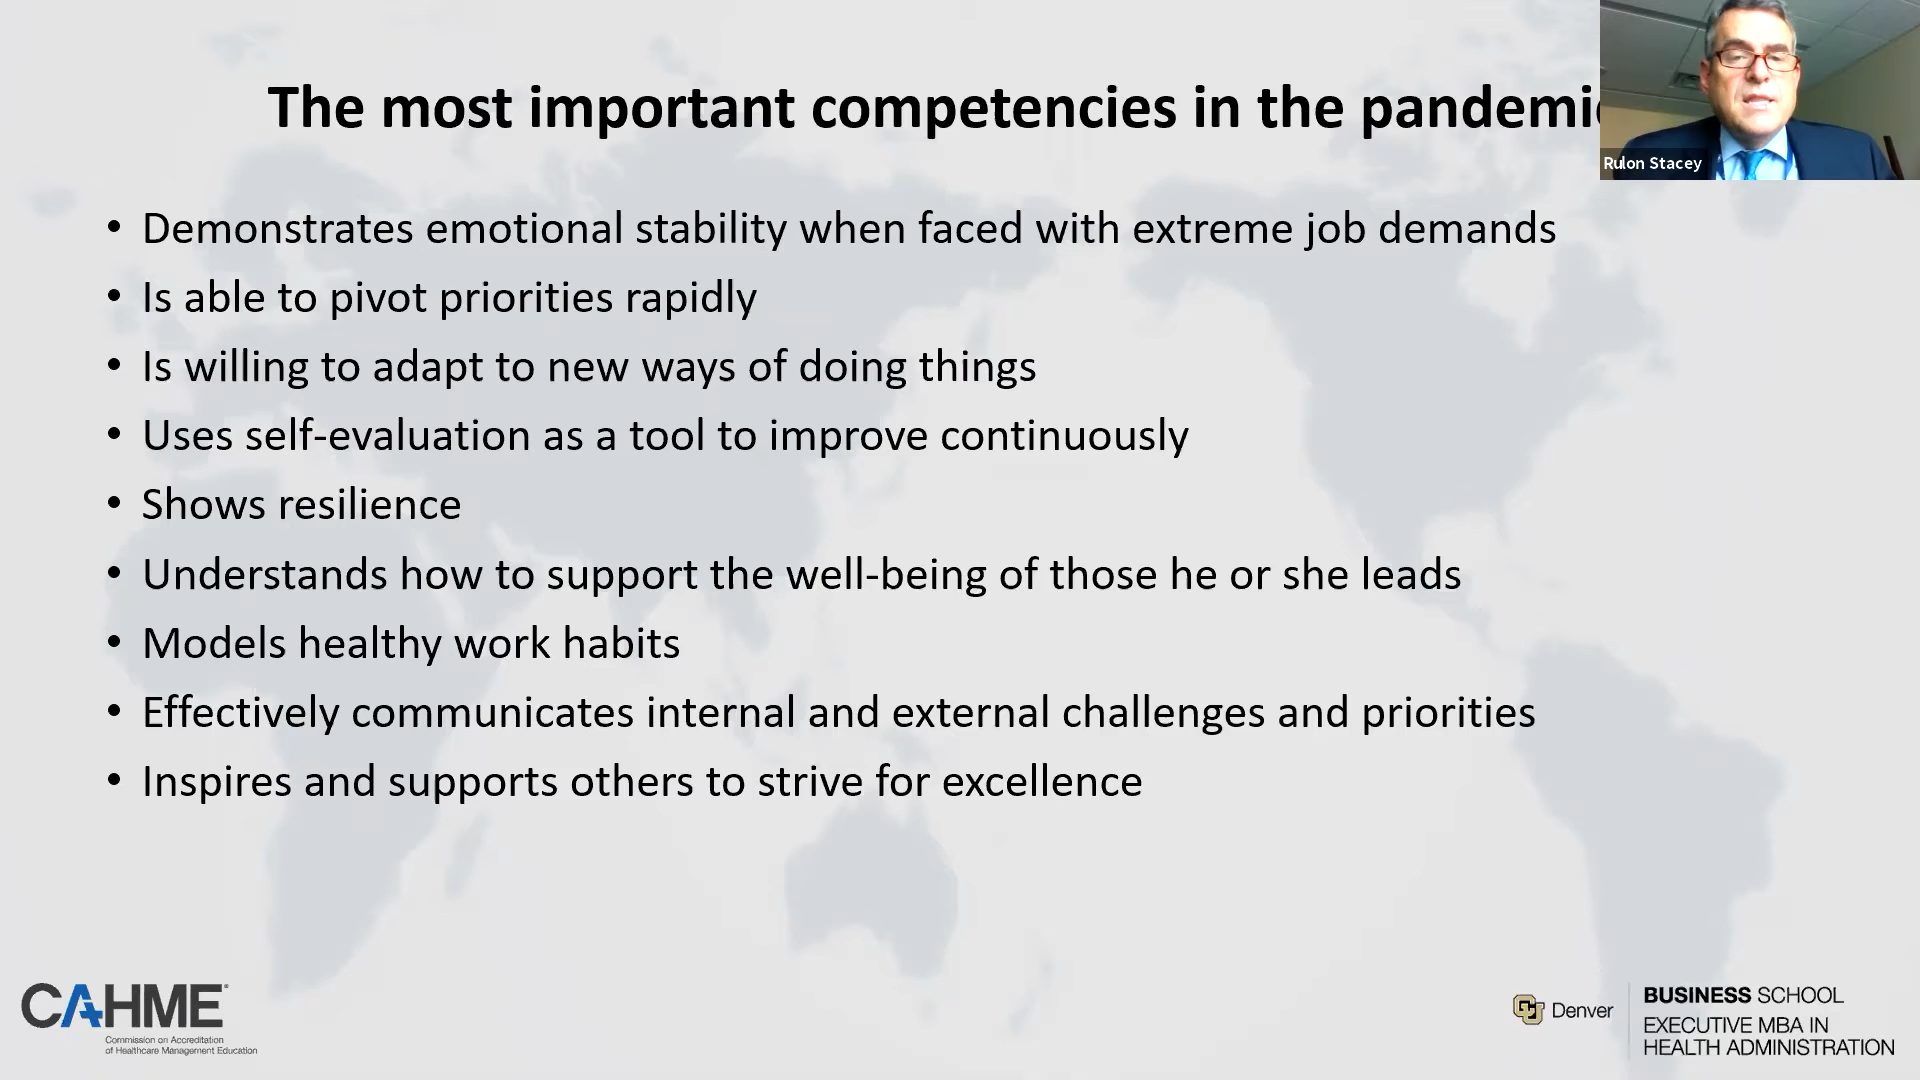 The most important competencies in the pandemic
Rulon Stacey
• Demonstrates emotional stability when faced with extreme job demands
• Is able to pivot priorities rapidly
• Is willing to adapt to new ways of doing things
• Uses self-evaluation as a tool to improve continuously
• Shows resilience
• Understands how to support the well-being of those he or she leads
• Models healthy work habits
• Effectively communicates internal and external challenges and priorities
• Inspires and supports others to strive for excellence
CAHME®
Commission on Accreditation
of Healthcare Management Education
CU Denver
BUSINESS SCHOOL
EXECUTIVE MBA IN
HEALTH ADMINISTRATION